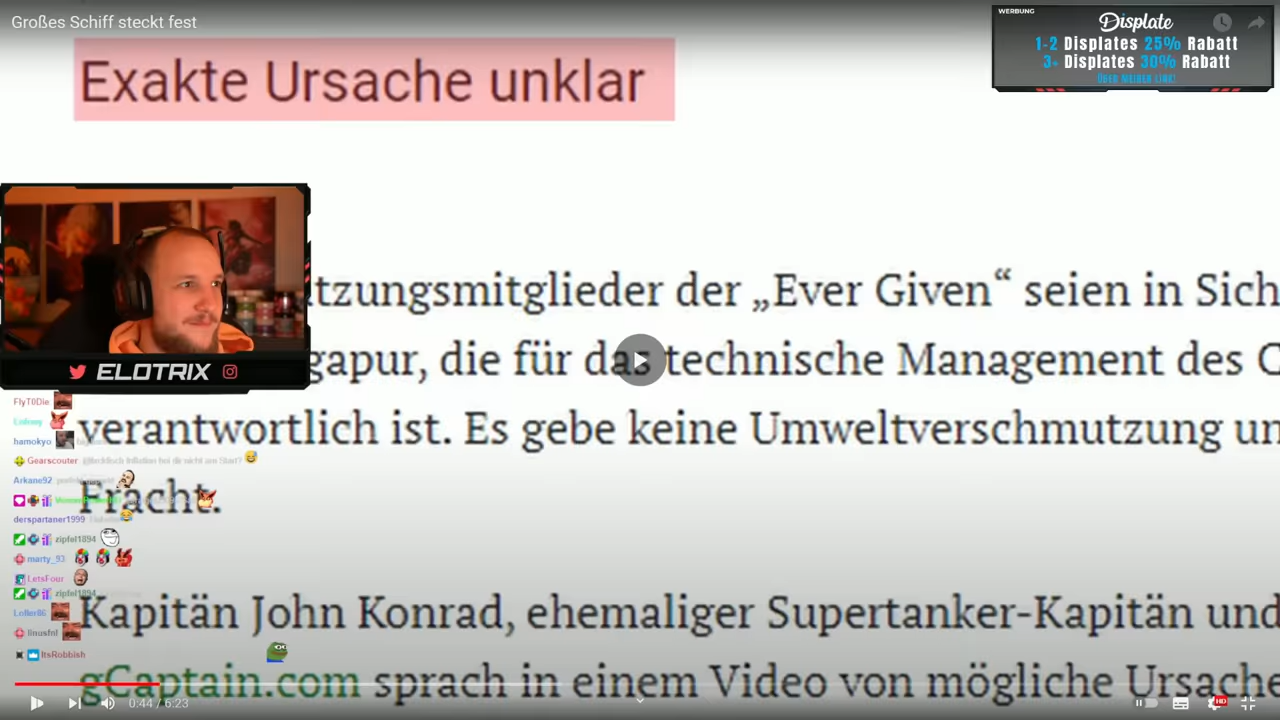 Großes Schiff steckt fest
WERBUNG
Displate
1-2 Displates 25% Rabatt
3+ Displates 30% Rabatt
ÜBER MEINEN LINK!
Exakte Ursache unklar
tzungsmitglieder der „Ever Given“ seien in Sich
gapur, die für das technische Management des
verantwortlich ist. Es gebe keine Umweltverschmutzung un
Fracht.
Kapitän John Konrad, ehemaliger Supertanker-Kapitän und
gCaptain.com sprach in einem Video von mögliche Ursache
ELOTRIX
FlyT0Die
hamokyo
Gearscouter
Arkane92
derspartaner1999
zipfel1894
marty_93
LetsFour
zipfel1894
Loller86
linusfnl
ItsRobbish
0:44 / 6:23
HD